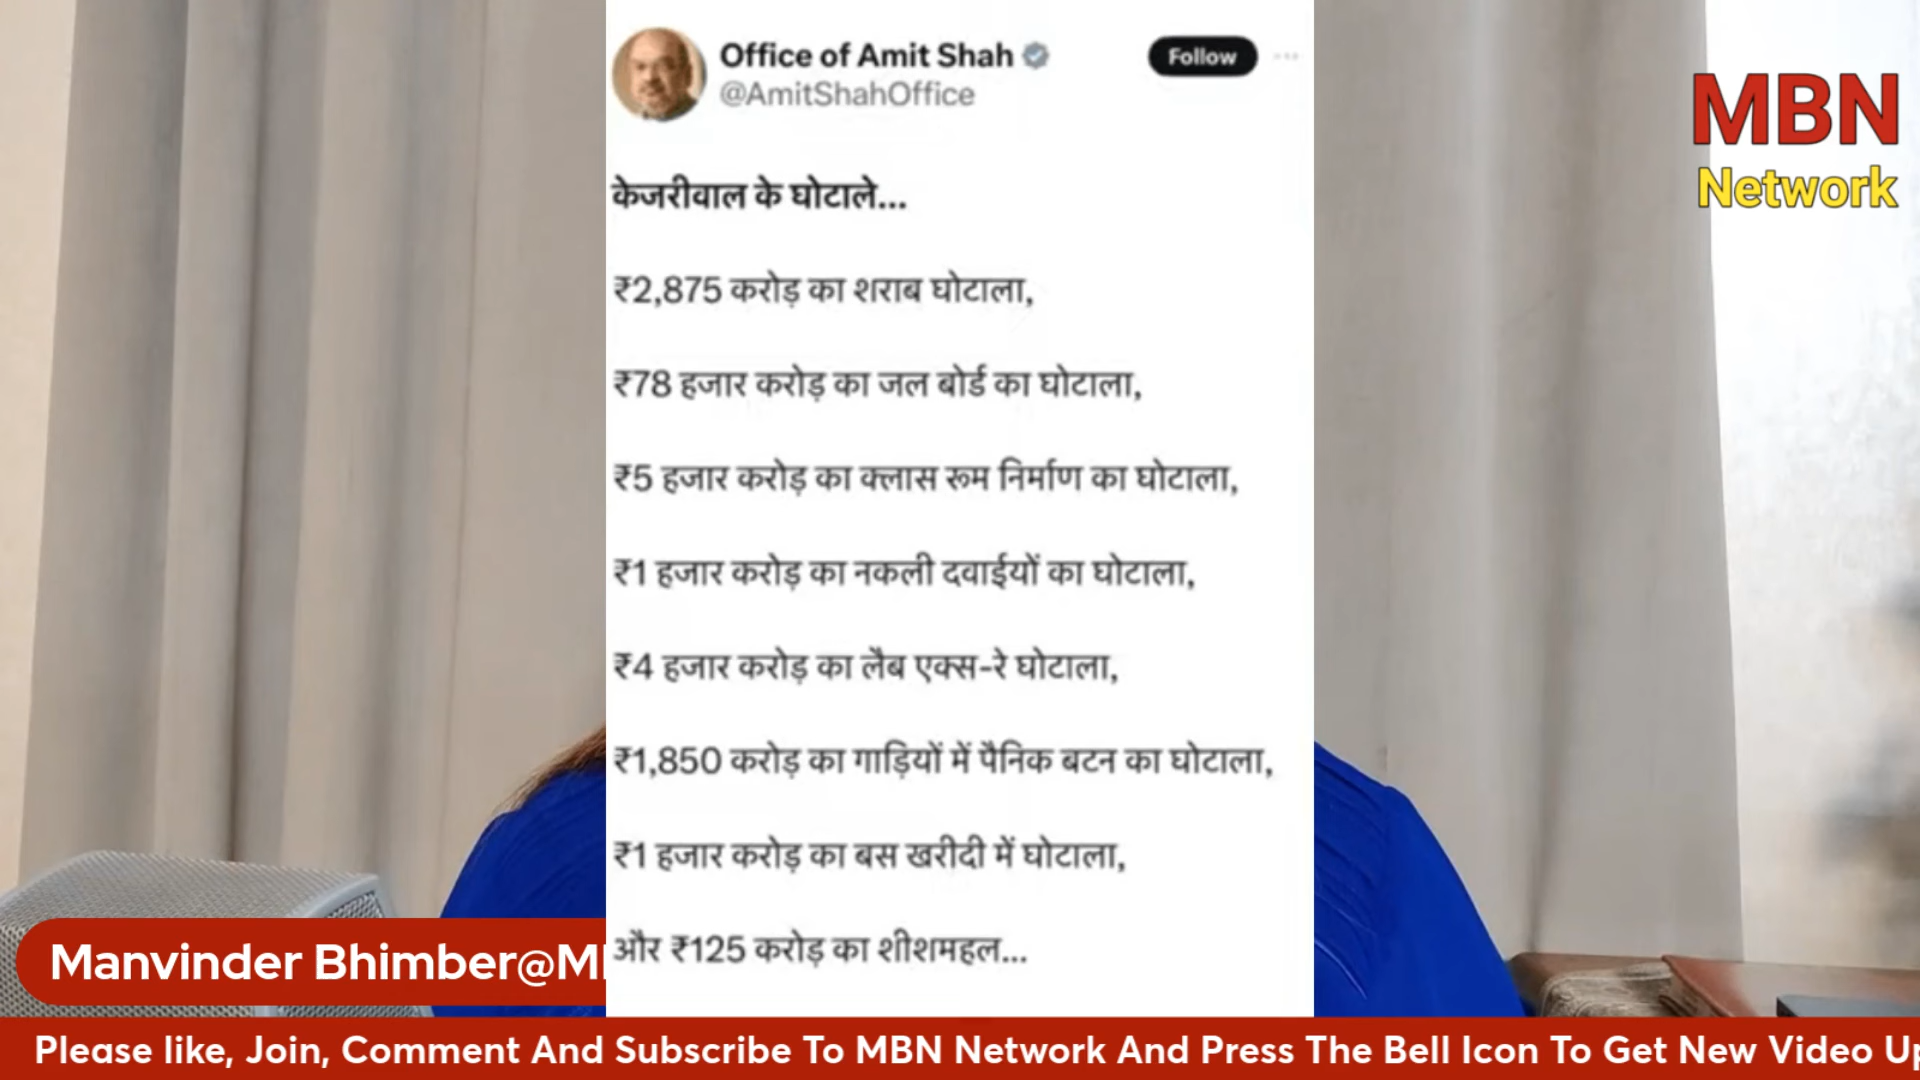 Office of Amit Shah
Follow
@AmitShahOffice
MBN
Network
केजरीवाल के घोटाले...
₹2,875 करोड़ का शराब घोटाला,
₹78 हजार करोड़ का जल बोर्ड का घोटाला,
₹5 हजार करोड़ का क्लास रूम निर्माण का घोटाला,
₹1 हजार करोड़ का नकली दवाईयों का घोटाला,
₹4 हजार करोड़ का लैब एक्स-रे घोटाला,
₹1,850 करोड़ का गाड़ियों में पैनिक बटन का घोटाला,
₹1 हजार करोड़ का बस खरीदी में घोटाला,
और ₹125 करोड़ का शीशमहल...
Manvinder Bhimber@M
Please like, Join, Comment And Subscribe To MBN Network And Press The Bell Icon To Get New Video